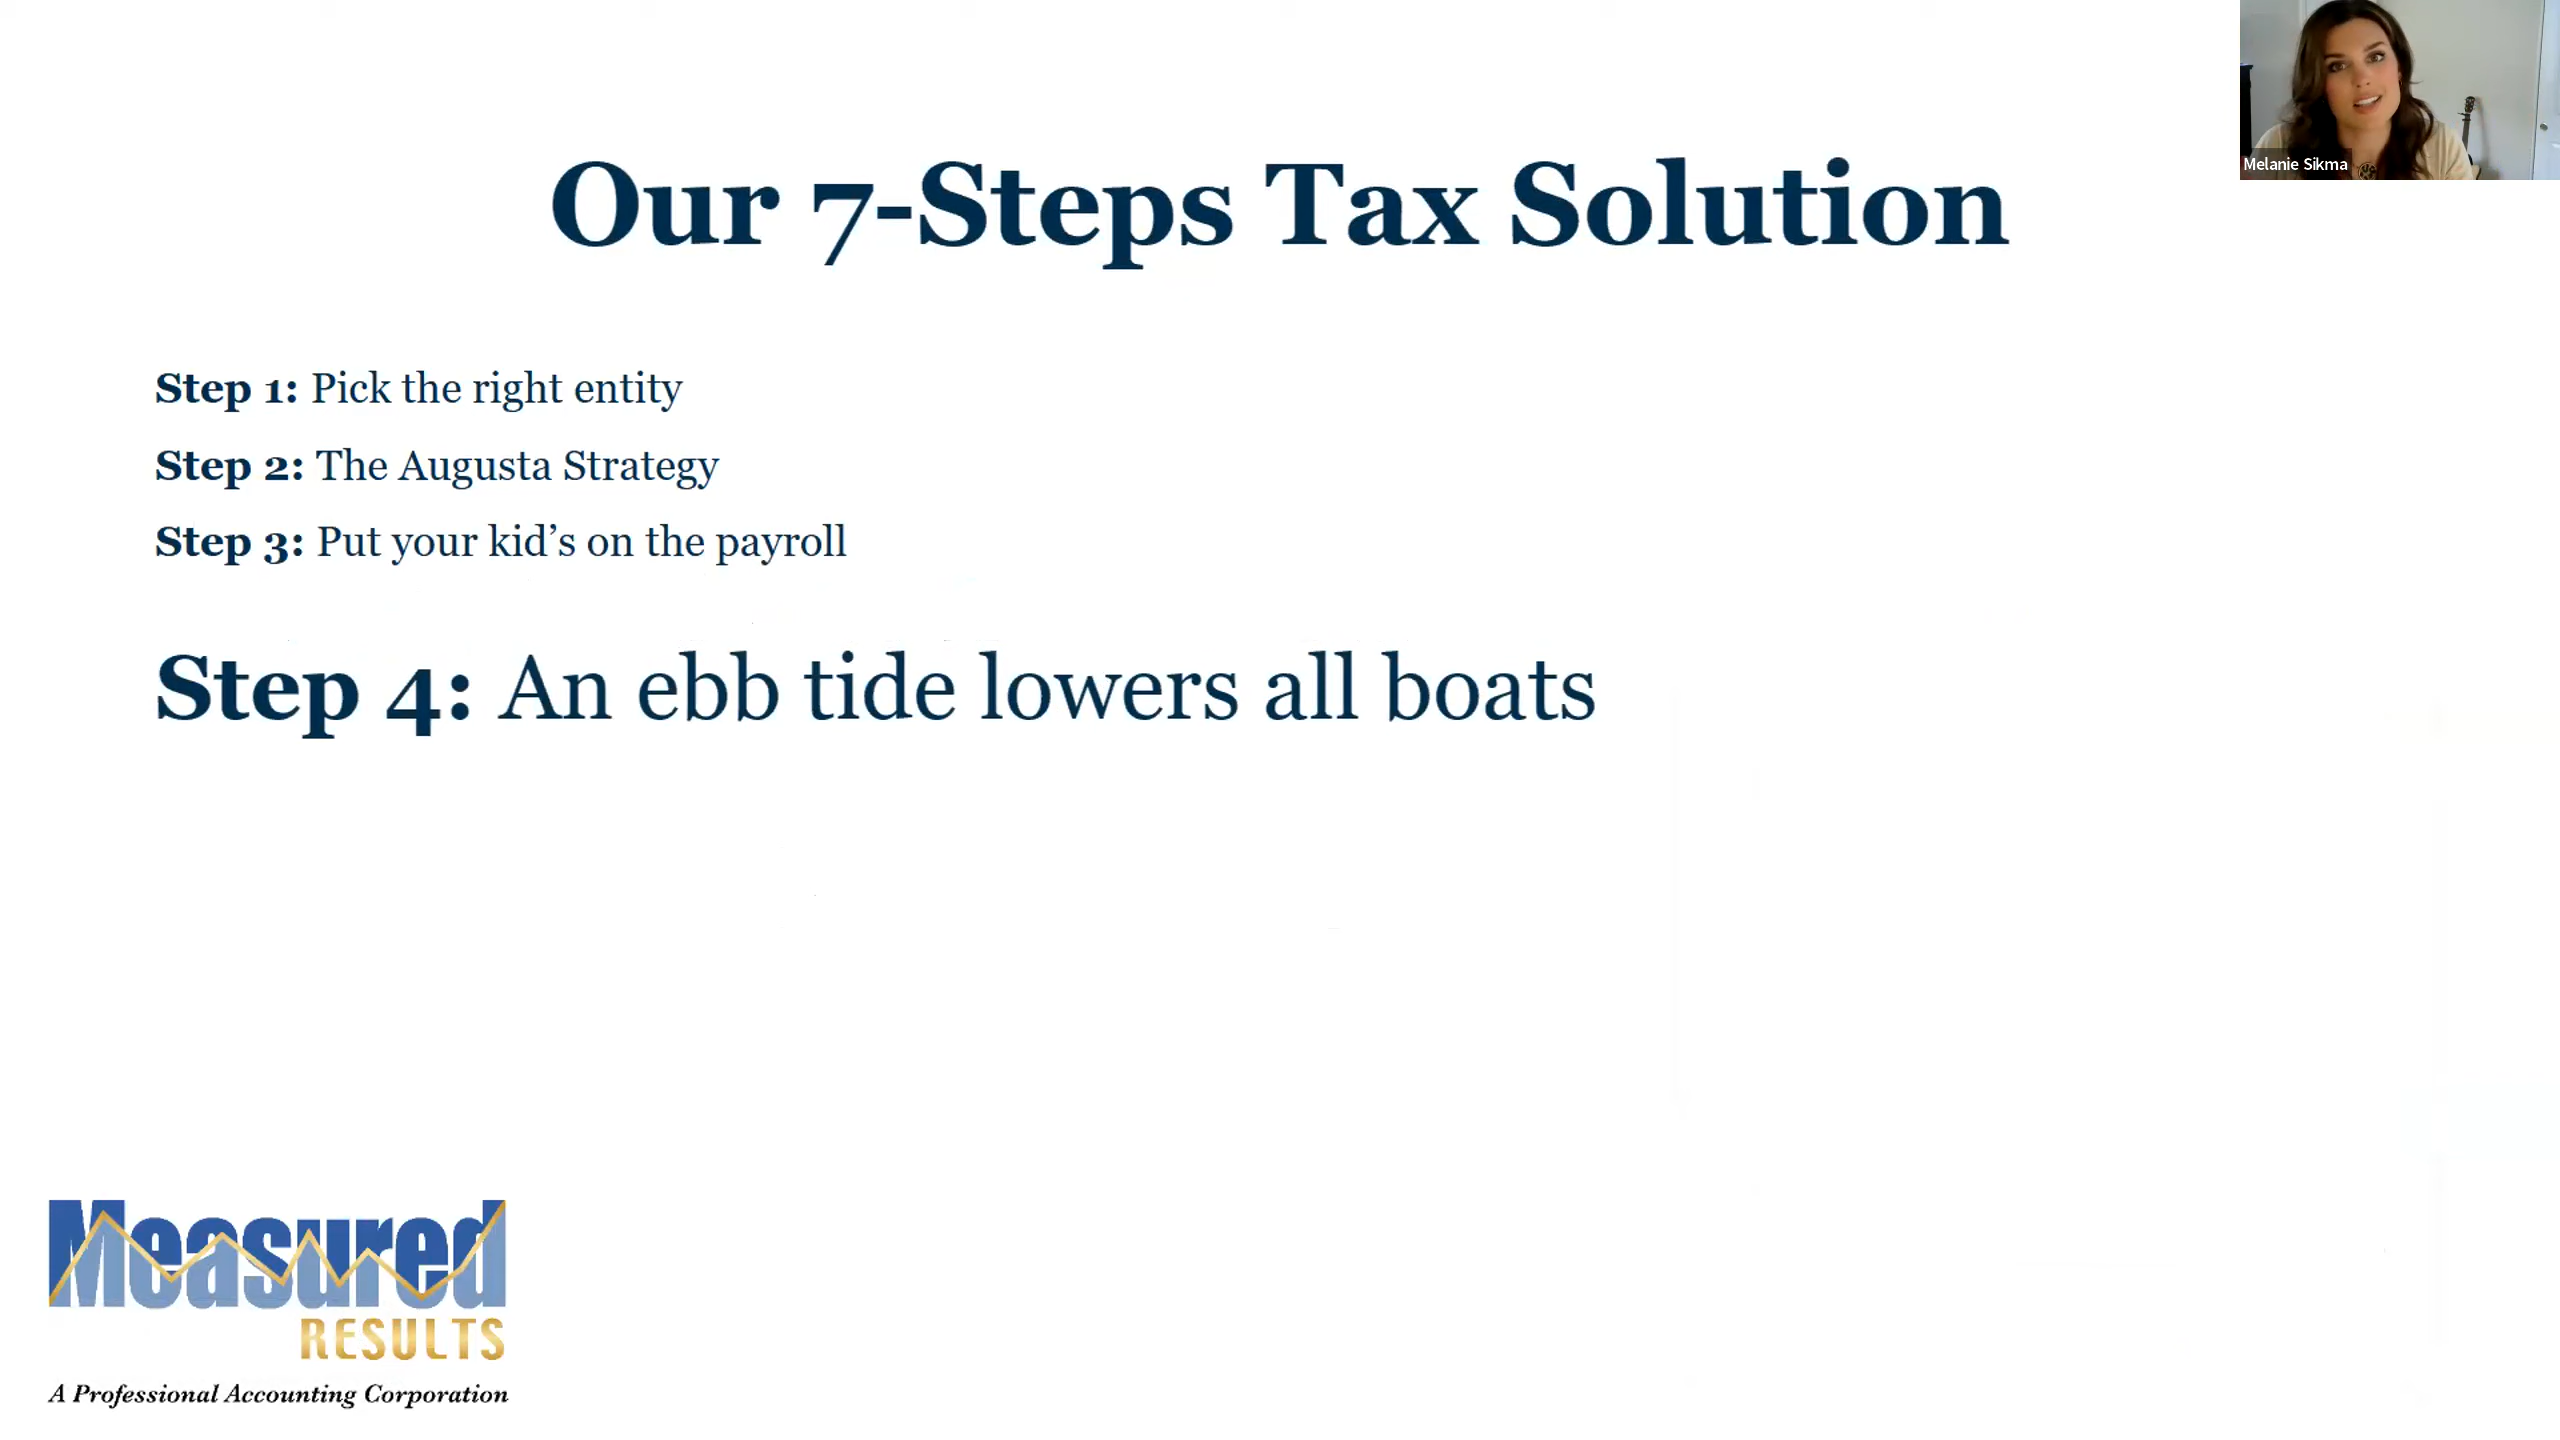 Melanie Sikma
Our 7-Steps Tax Solution
Step 1: Pick the right entity
Step 2: The Augusta Strategy
Step 3: Put your kid’s on the payroll
Step 4: An ebb tide lowers all boats
Measured
RESULTS
A Professional Accounting Corporation